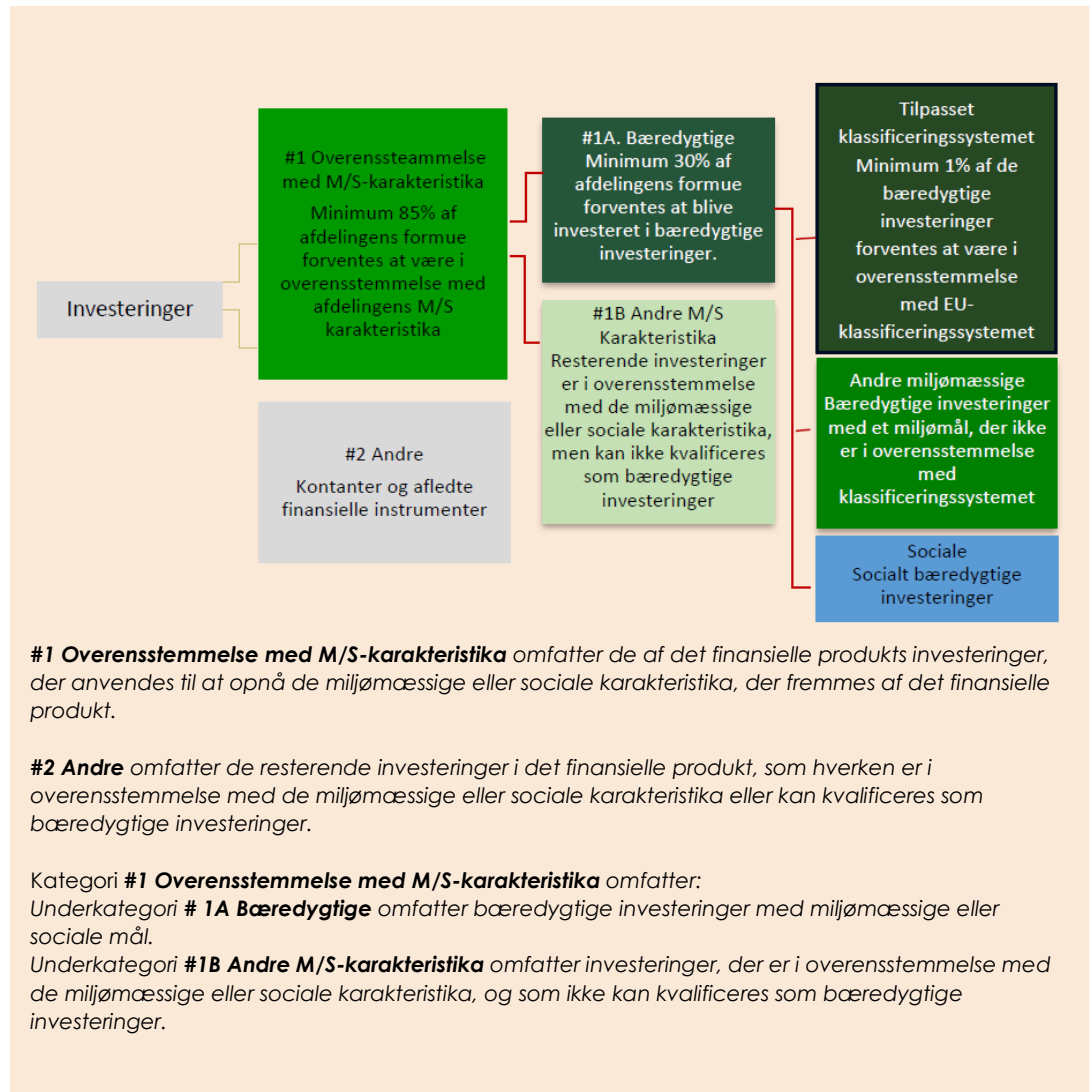 Investeringer
#1 Overenssteammelse
med M/S-karakteristika
Minimum 85% af
afdelingens formue
forventes at være i
overensstemmelse med
afdelingens M/S
karakteristika
#2 Andre
Kontanter og afledte
finansielle instrumenter
#1A. Bæredygtige
Minimum 30% af
afdelingens formue
forventes at blive
investeret i bæredygtige
investeringer.
#1B Andre M/S
Karakteristika
Resterende investeringer
er i overensstemmelse
med de miljømæssige
eller sociale karakteristika,
men kan ikke kvalificeres
som bæredygtige
investeringer
Tilpasset
klassificeringssystemet
Minimum 1% af de
bæredygtige
investeringer
forventes at være i
overensstemmelse
med EU-
klassificeringssystemet
Andre miljømæssige
Bæredygtige investeringer
med et miljømål, der ikke
er i overensstemmelse
med
klassificeringssystemet
Sociale
Socialt bæredygtige
investeringer
#1 Overensstemmelse med M/S-karakteristika omfatter de af det finansielle produkts investeringer,
der anvendes til at opnå de miljømæssige eller sociale karakteristika, der fremmes af det finansielle
produkt.
#2 Andre omfatter de resterende investeringer i det finansielle produkt, som hverken er i
overensstemmelse med de miljømæssige eller sociale karakteristika eller kan kvalificeres som
bæredygtige investeringer.
Kategori #1 Overensstemmelse med M/S-karakteristika omfatter:
Underkategori # 1A Bæredygtige omfatter bæredygtige investeringer med miljømæssige eller
sociale mål.
Underkategori #1B Andre M/S-karakteristika omfatter investeringer, der er i overensstemmelse med
de miljømæssige eller sociale karakteristika, og som ikke kan kvalificeres som bæredygtige
investeringer.